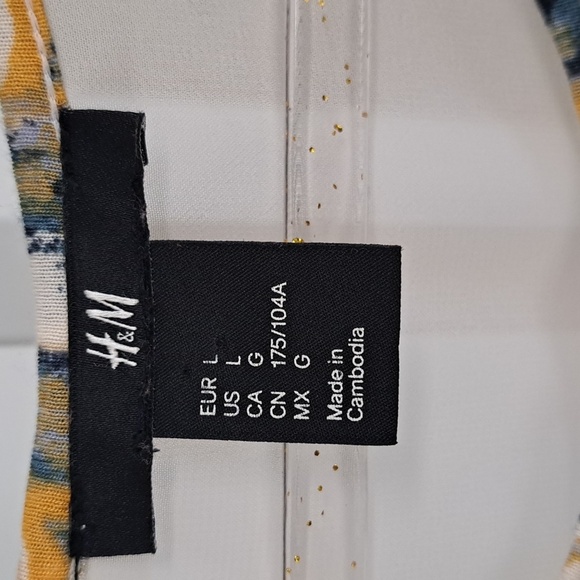 H&M
EUR L
US L
CA G
CN 175/104A
MX G
Made in
Cambodia